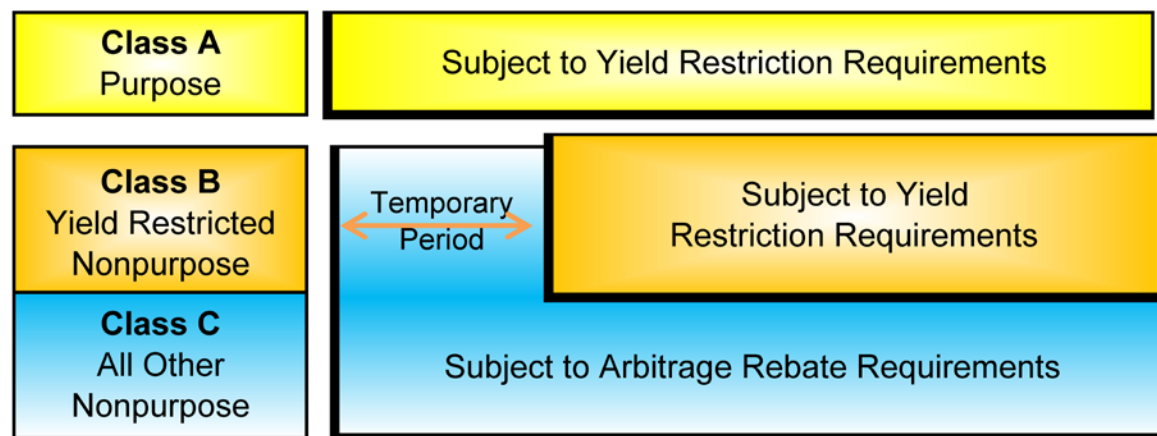 Class A
Purpose
Subject to Yield Restriction Requirements
Class B
Yield Restricted
Nonpurpose
Temporary
Period
Subject to Yield
Restriction Requirements
Class C
All Other
Nonpurpose
Subject to Arbitrage Rebate Requirements